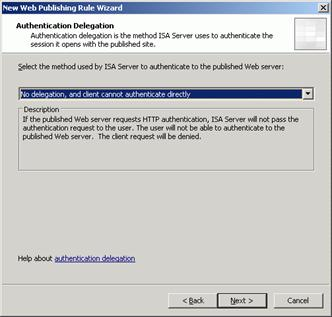 New Web Publishing Rule Wizard
Authentication Delegation
Authentication delegation is the method ISA Server uses to authenticate to the
session it opens with the published site.
Select the method used by ISA Server to authenticate to the published Web server:
No delegation, and client cannot authenticate directly
Description
If the published Web server requests HTTP authentication, ISA Server will not pass the
authentication request to the user. The user will not be able to authenticate to the
published Web server. The client request will be denied.
Help about authentication delegation
< Back
Next >
Cancel